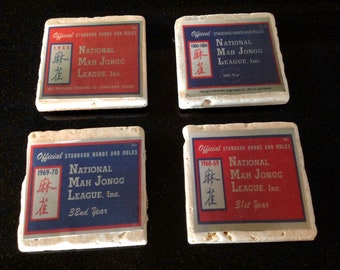 Official STANDARD HANDS AND RULES
1963
麻雀
NATIONAL
MAH JONGG
LEAGUE, Inc.
Official STANDARD HANDS AND RULES
麻雀
NATIONAL
MAH JONGG
LEAGUE, Inc.
Official STANDARD HANDS AND RULES
1969-70
麻雀
NATIONAL
MAH JONGG
LEAGUE, Inc.
32nd Year
Official STANDARD HANDS AND RULES
1968-69
麻雀
NATIONAL
MAH JONGG
LEAGUE, Inc.
31st Year